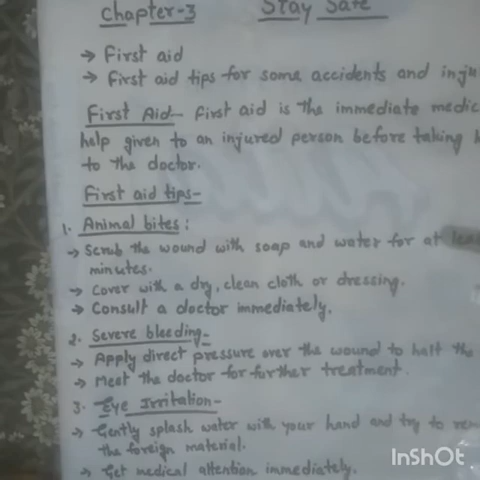 Chapter-3 Stay Safe
→ First aid
→ First aid tips for some accidents and
First Aid- First aid is the immediate
help given to an injured person before taking
to the doctor.
First aid tips-
1. Animal bites:
→ Scrub the wound with soap and water for at
minutes.
→ Cover with a dry, clean cloth or dressing.
→ Consult a doctor immediately.
2. Severe bleeding-
→ Apply direct pressure over the wound to halt the
→ Meet the doctor for further treatment.
3. Eye Irritation-
→ Gently splash water with your hand and try to
the foreign material.
→ Get medical attention immediately.
InShOt